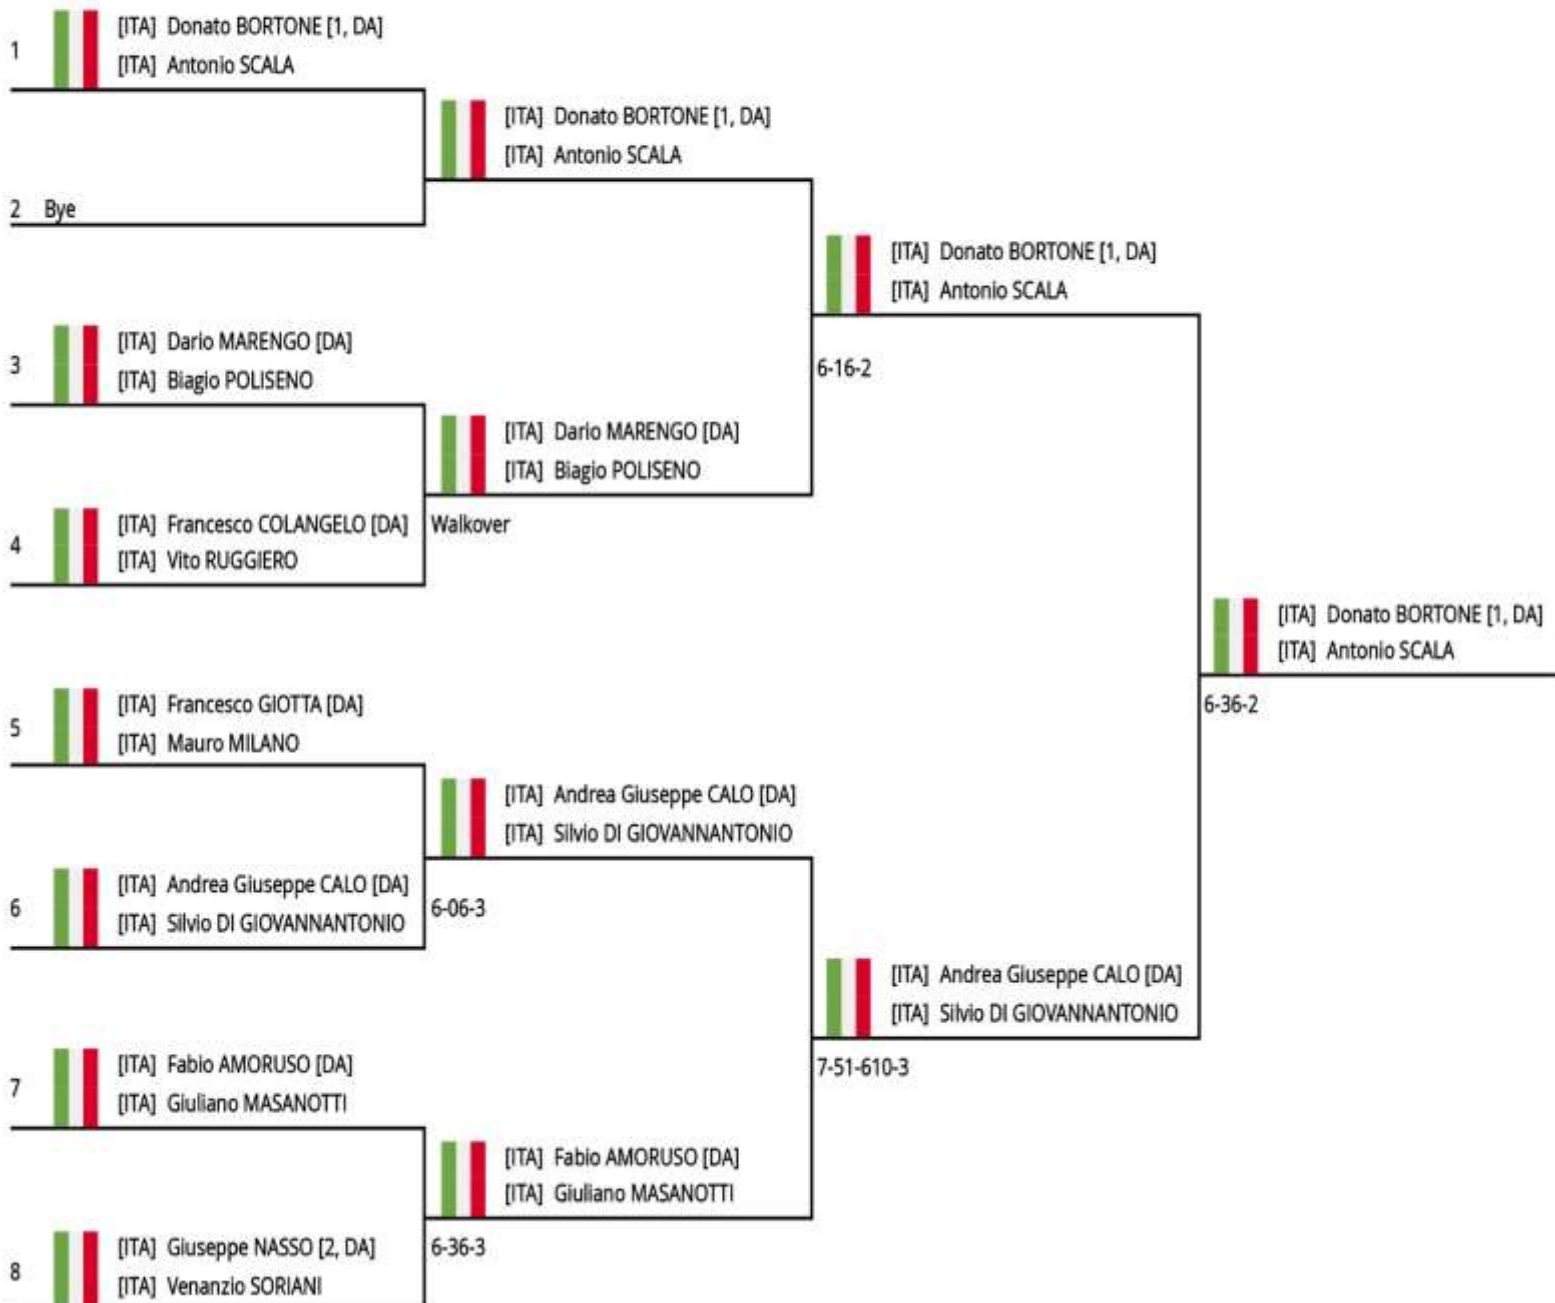 1
[ITA] Donato BORTONE [1, DA]
[ITA] Antonio SCALA
2 Bye
3
[ITA] Dario MARENGO [DA]
[ITA] Biagio POLISENO
4
[ITA] Francesco COLANGELO [DA]
[ITA] Vito RUGGIERO
5
[ITA] Francesco GIOTTA [DA]
[ITA] Mauro MILANO
6
[ITA] Andrea Giuseppe CALO [DA]
[ITA] Silvio DI GIOVANNANTONIO
7
[ITA] Fabio AMORUSO [DA]
[ITA] Giuliano MASANOTTI
8
[ITA] Giuseppe NASSO [2, DA]
[ITA] Venanzio SORIANI
[ITA] Donato BORTONE [1, DA]
[ITA] Antonio SCALA
[ITA] Dario MARENGO [DA]
[ITA] Biagio POLISENO
Walkover
[ITA] Andrea Giuseppe CALO [DA]
[ITA] Silvio DI GIOVANNANTONIO
6-06-3
[ITA] Fabio AMORUSO [DA]
[ITA] Giuliano MASANOTTI
6-36-3
[ITA] Donato BORTONE [1, DA]
[ITA] Antonio SCALA
6-16-2
[ITA] Andrea Giuseppe CALO [DA]
[ITA] Silvio DI GIOVANNANTONIO
7-51-610-3
[ITA] Donato BORTONE [1, DA]
[ITA] Antonio SCALA
6-36-2